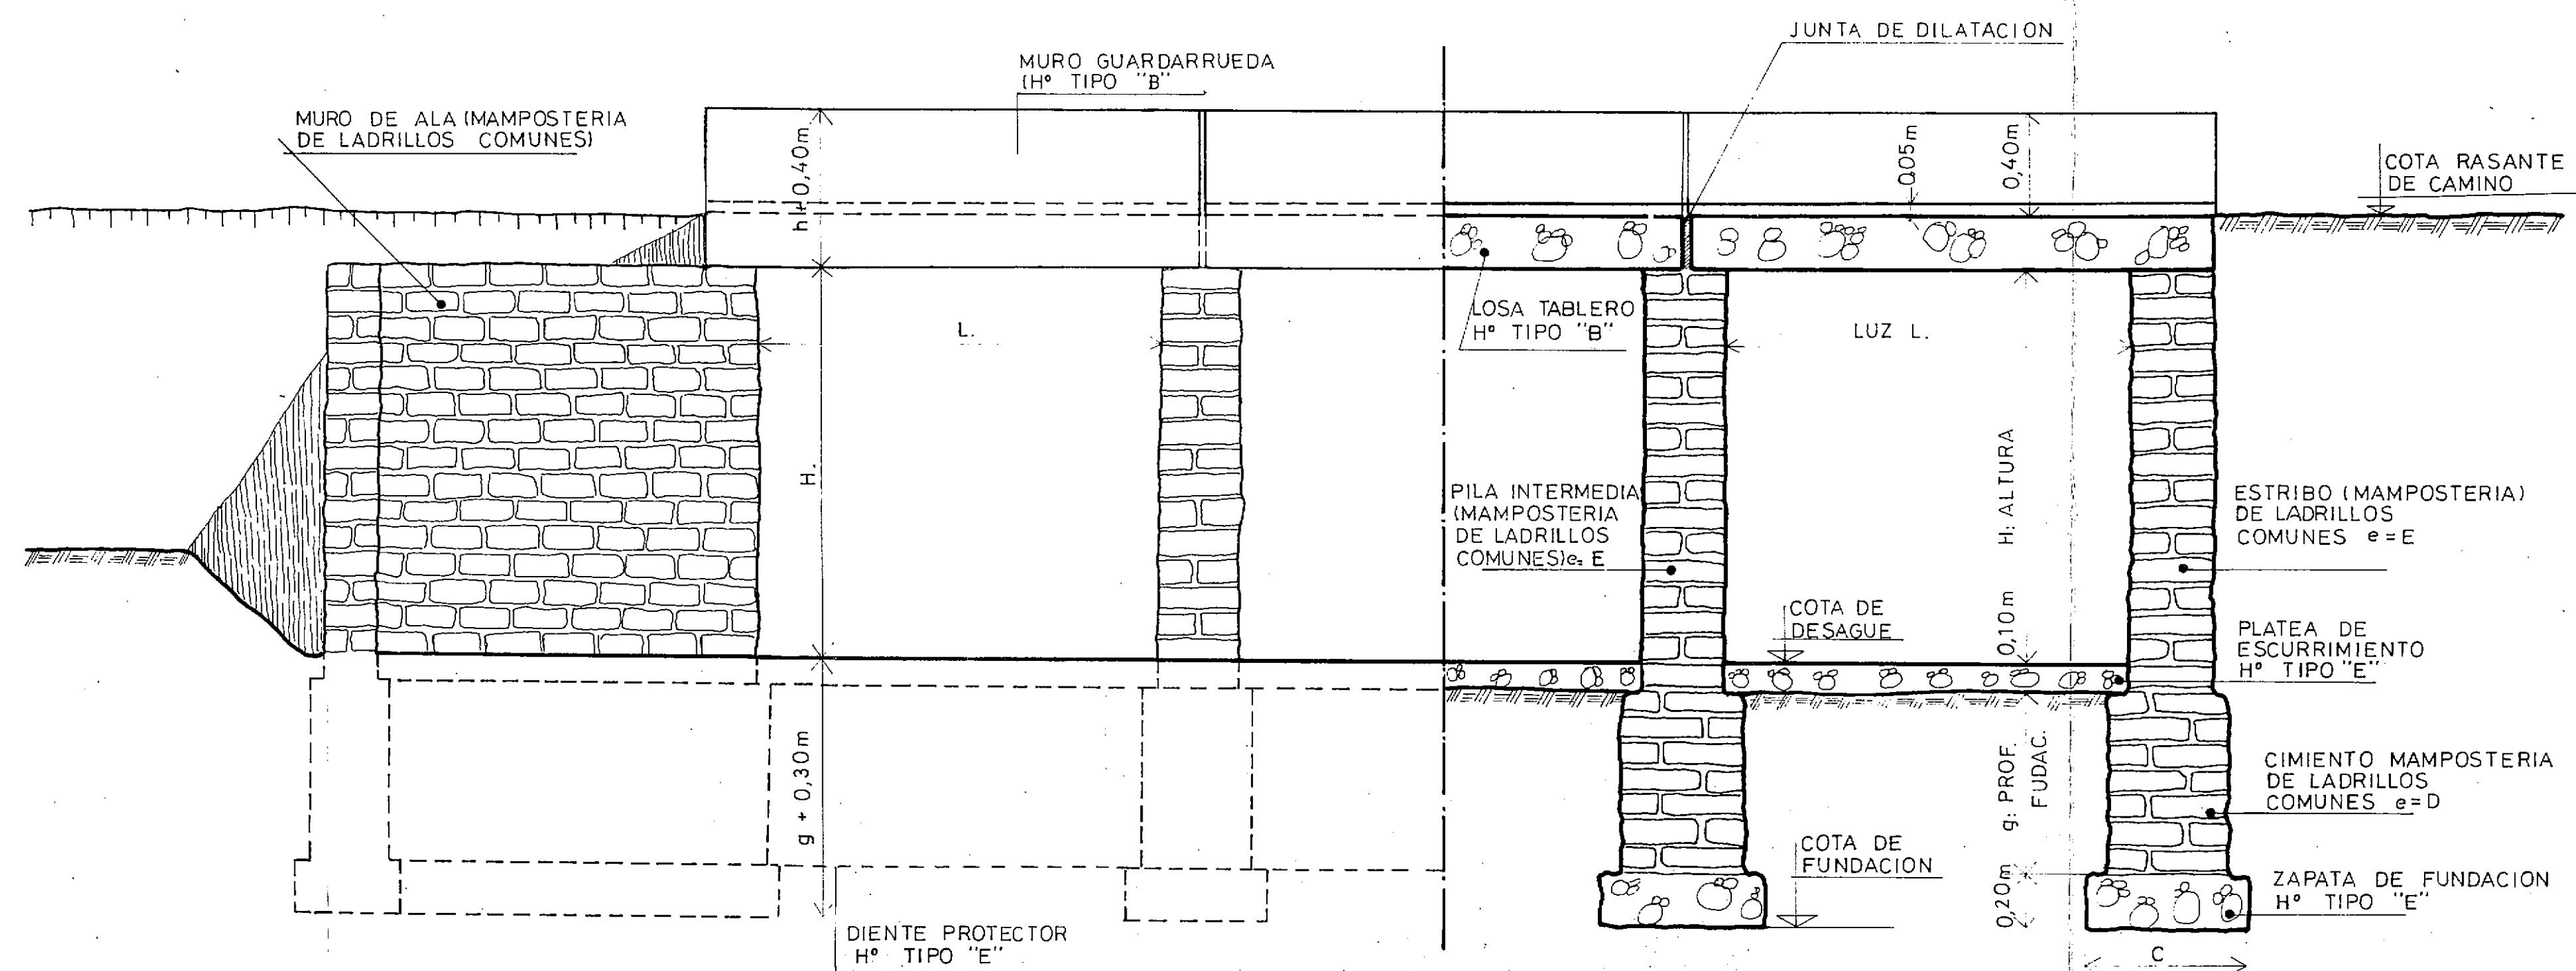 JUNTA DE DILATACION
MURO GUARDARRUEDA
(Hº TIPO "B"
MURO DE ALA (MAMPOSTERIA
DE LADRILLOS COMUNES)
h + 0,40m
0,05m
0,40m
COTA RASANTE
DE CAMINO
LOSA TABLERO
Hº TIPO "B"
L.
LUZ L.
H.
H: ALTURA
PILA INTERMEDIA
(MAMPOSTERIA
DE LADRILLOS
COMUNES)e= E
ESTRIBO (MAMPOSTERIA)
DE LADRILLOS
COMUNES e=E
COTA DE
DESAGUE
0,10m
PLATEA DE
ESCURRIMIENTO
Hº TIPO "E"
g + 0,30m
g: PROF.
FUDAC.
CIMIENTO MAMPOSTERIA
DE LADRILLOS
COMUNES e=D
COTA DE
FUNDACION
0,20m
ZAPATA DE FUNDACION
Hº TIPO "E"
DIENTE PROTECTOR
Hº TIPO "E"
C